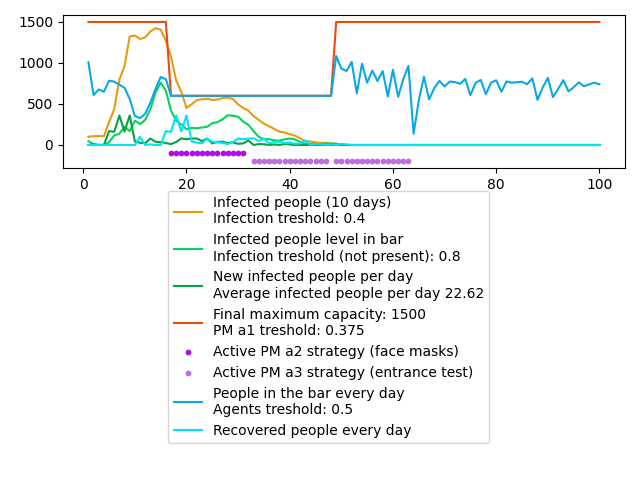 1500
1000
500
0
0 20 40 60 80 100
Infected people (10 days)
Infection treshold: 0.4
Infected people level in bar
Infection treshold (not present): 0.8
New infected people per day
Average infected people per day 22.62
Final maximum capacity: 1500
PM a1 treshold: 0.375
Active PM a2 strategy (face masks)
Active PM a3 strategy (entrance test)
People in the bar every day
Agents treshold: 0.5
Recovered people every day